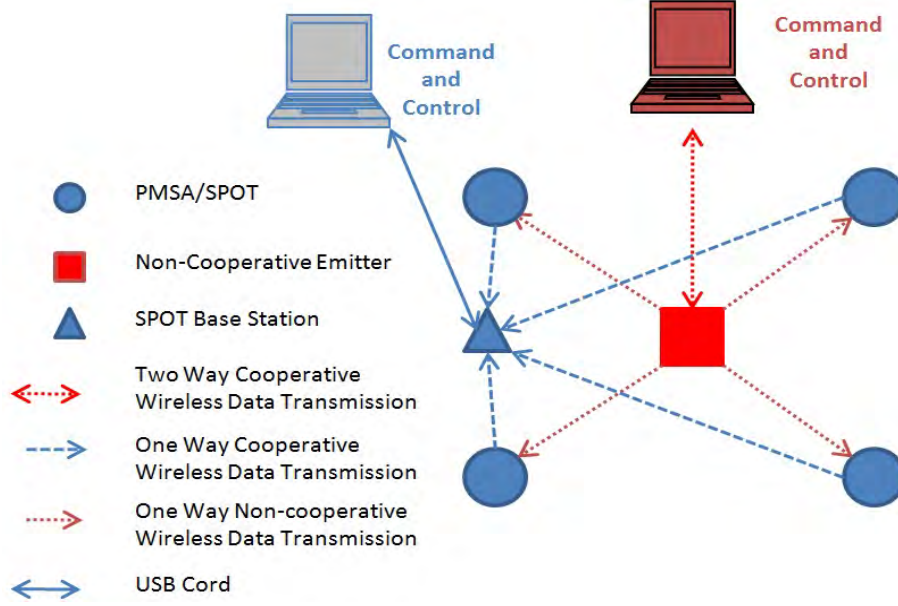 Command
and
Control
Command
and
Control
PMSA/SPOT
Non-Cooperative Emitter
SPOT Base Station
Two Way Cooperative
Wireless Data Transmission
One Way Cooperative
Wireless Data Transmission
One Way Non-cooperative
Wireless Data Transmission
USB Cord